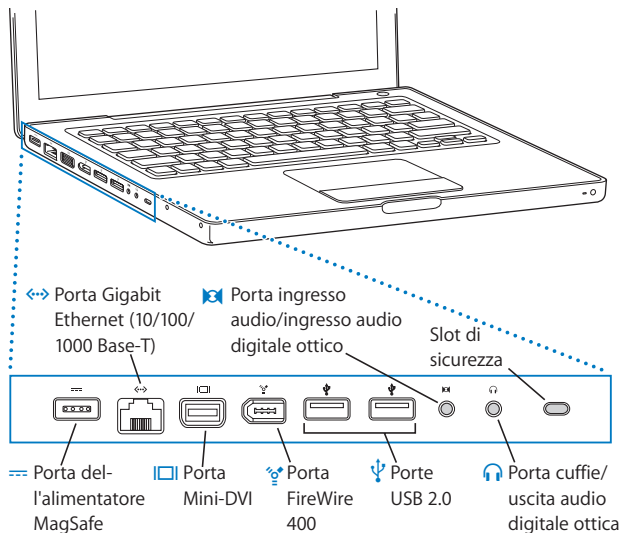 Porta Gigabit
Ethernet (10/100/
1000 Base-T)
Porta ingresso
audio/ingresso audio
digitale ottico
Slot di
sicurezza
Porta del-
l'alimentatore
MagSafe
Porta
Mini-DVI
Porta
FireWire
400
Porte
USB 2.0
Porta cuffie/
uscita audio
digitale ottica